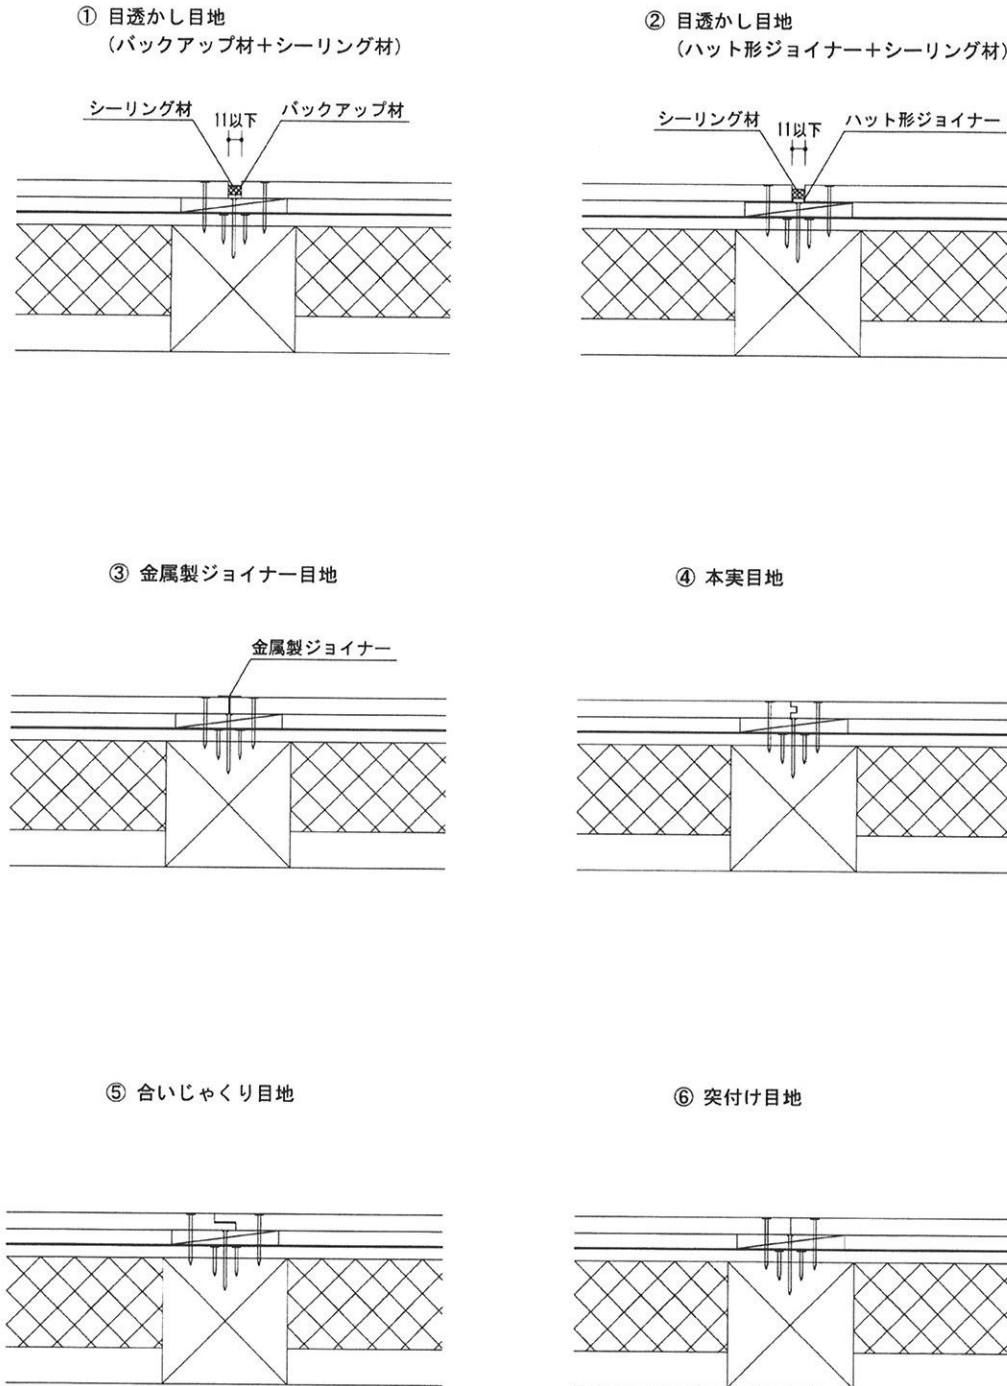 ① 目透かし目地
(バックアップ材+シーリング材)
シーリング材
11以下
バックアップ材
② 目透かし目地
(ハット形ジョイナー+シーリング材)
シーリング材
11以下
ハット形ジョイナー
③ 金属製ジョイナー目地
金属製ジョイナー
④ 本実目地
⑤ 合いじゃくり目地
⑥ 突付け目地